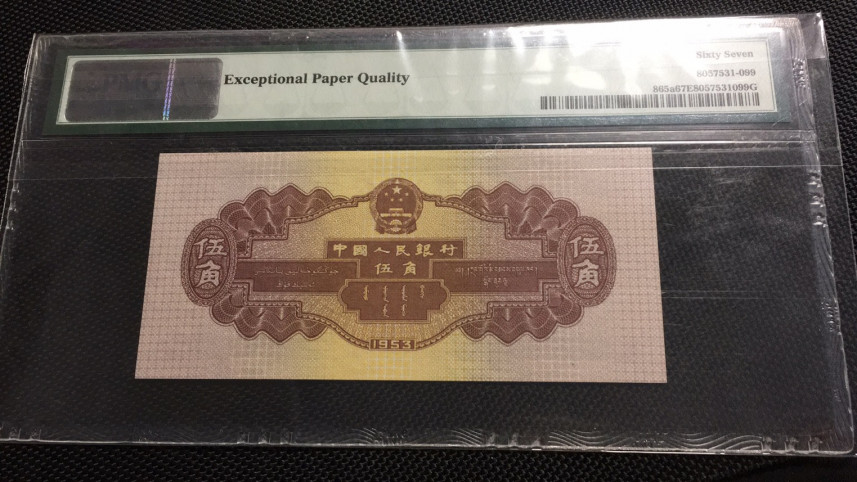 PMG
Exceptional Paper Quality
Sixty Seven
8057531-099
865a67E8057531099G
中國人民銀行
伍角
伍角
伍角
1953